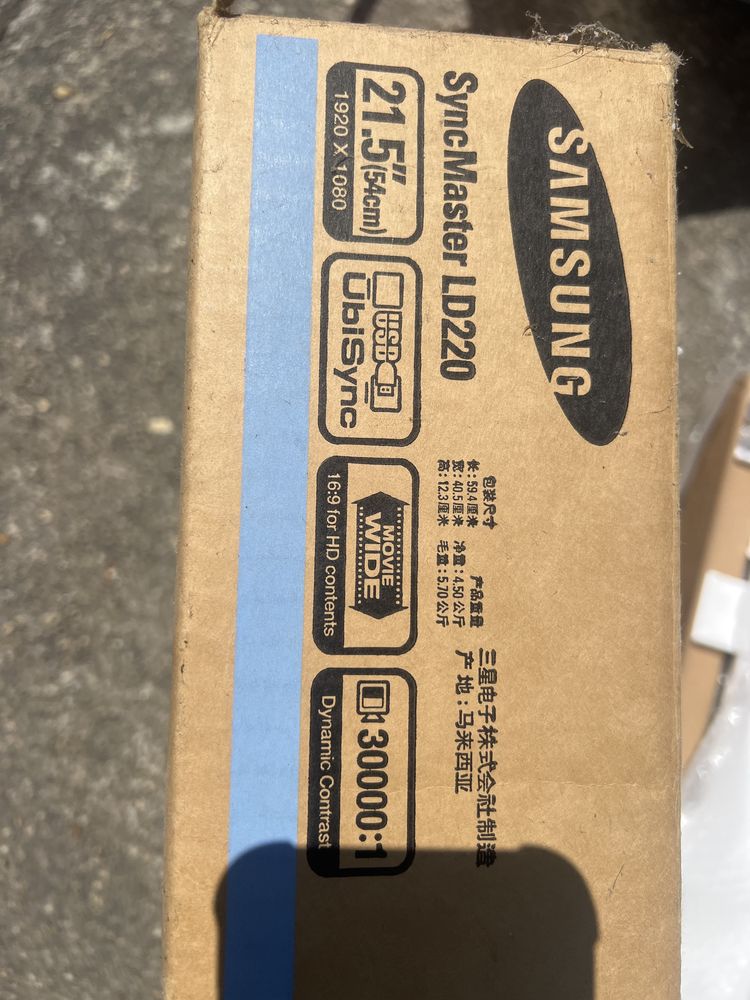 SAMSUNG
SyncMaster LD220
21.5"(54cm)
1920 X 1080
USB
UbiSync
MOVIE
WIDE
16:9 for HD contents
30000:1
Dynamic Contrast
包装尺寸
长:59.4厘米
宽:40.5厘米
高:12.3厘米
产品重量
净重:4.50公斤
毛重:5.70公斤
三星电子株式会社制造
产 地:马来西亚